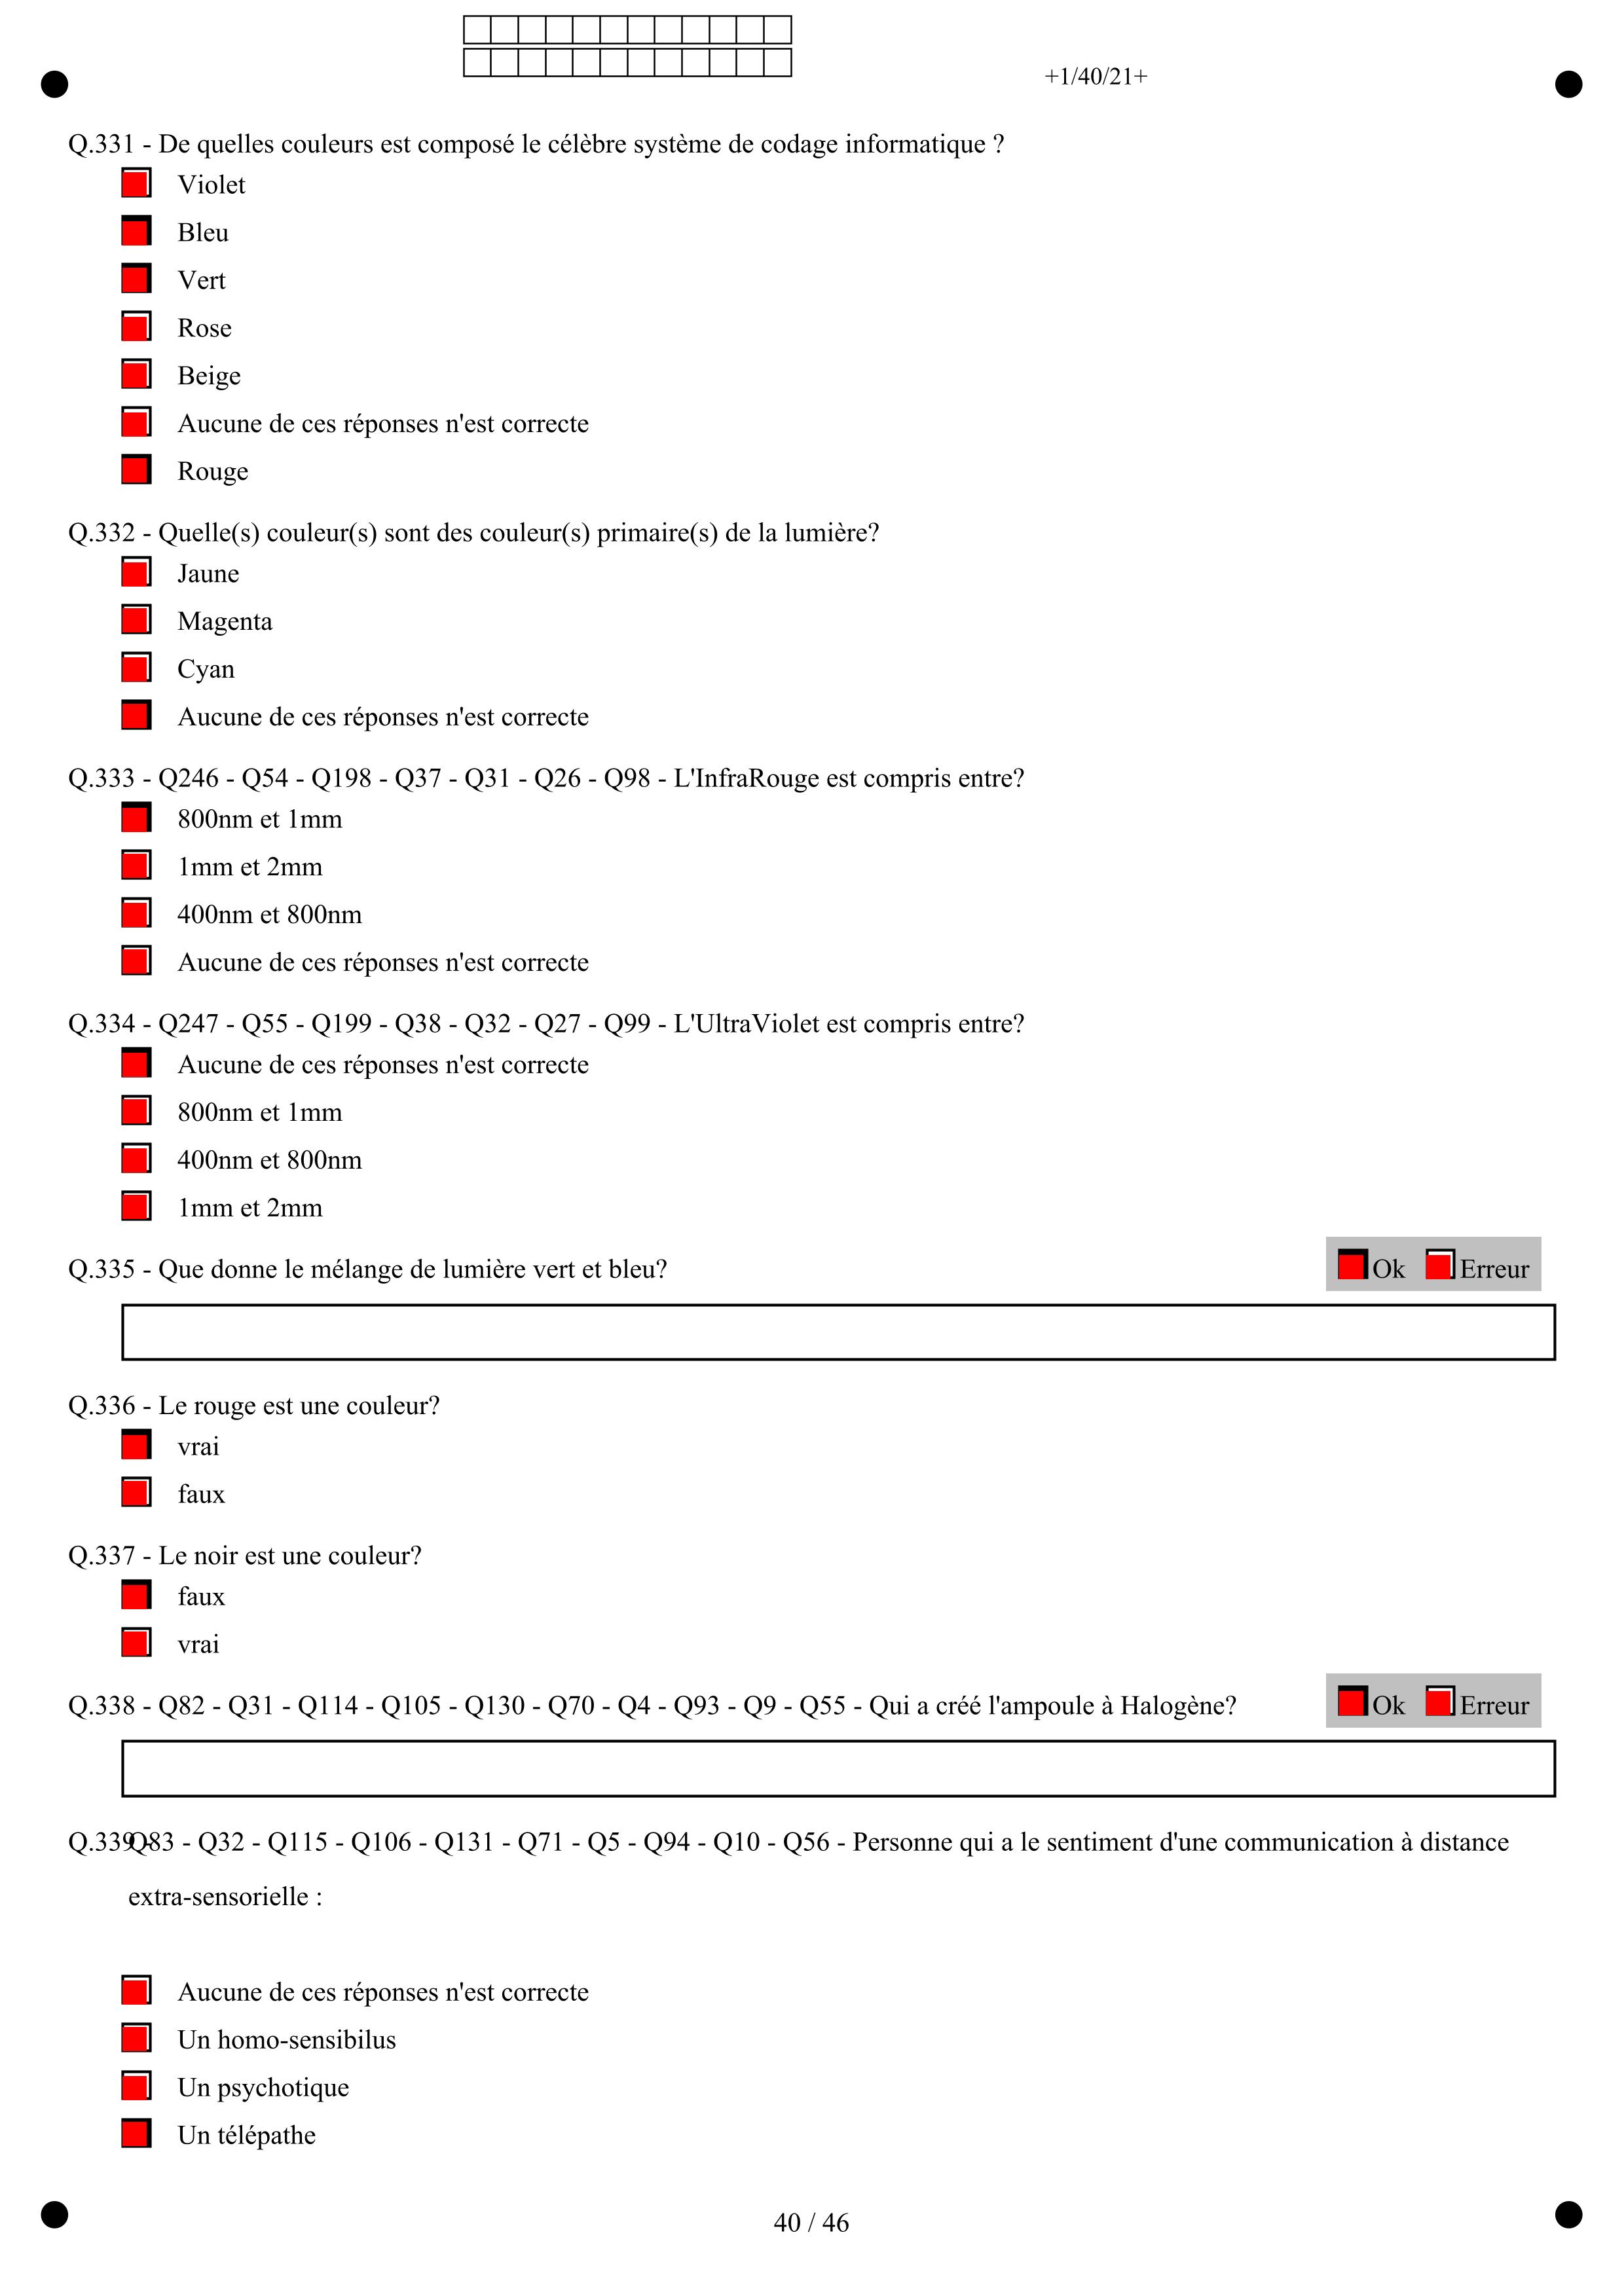 +1/40/21+
Q.331 - De quelles couleurs est composé le célèbre système de codage informatique ?
Violet
Bleu
Vert
Rose
Beige
Aucune de ces réponses n'est correcte
Rouge
Q.332 - Quelle(s) couleur(s) sont des couleur(s) primaire(s) de la lumière?
Jaune
Magenta
Cyan
Aucune de ces réponses n'est correcte
Q.333 - Q246 - Q54 - Q198 - Q37 - Q31 - Q26 - Q98 - L'InfraRouge est compris entre?
800nm et 1mm
1mm et 2mm
400nm et 800nm
Aucune de ces réponses n'est correcte
Q.334 - Q247 - Q55 - Q199 - Q38 - Q32 - Q27 - Q99 - L'UltraViolet est compris entre?
Aucune de ces réponses n'est correcte
800nm et 1mm
400nm et 800nm
1mm et 2mm
Q.335 - Que donne le mélange de lumière vert et bleu? Ok Erreur
Q.336 - Le rouge est une couleur?
vrai
faux
Q.337 - Le noir est une couleur?
faux
vrai
Q.338 - Q82 - Q31 - Q114 - Q105 - Q130 - Q70 - Q4 - Q93 - Q9 - Q55 - Qui a créé l'ampoule à Halogène? Ok Erreur
Q.339 - Q83 - Q32 - Q115 - Q106 - Q131 - Q71 - Q5 - Q94 - Q10 - Q56 - Personne qui a le sentiment d'une communication à distance
extra-sensorielle :
Aucune de ces réponses n'est correcte
Un homo-sensibilus
Un psychotique
Un télépathe
40 / 46